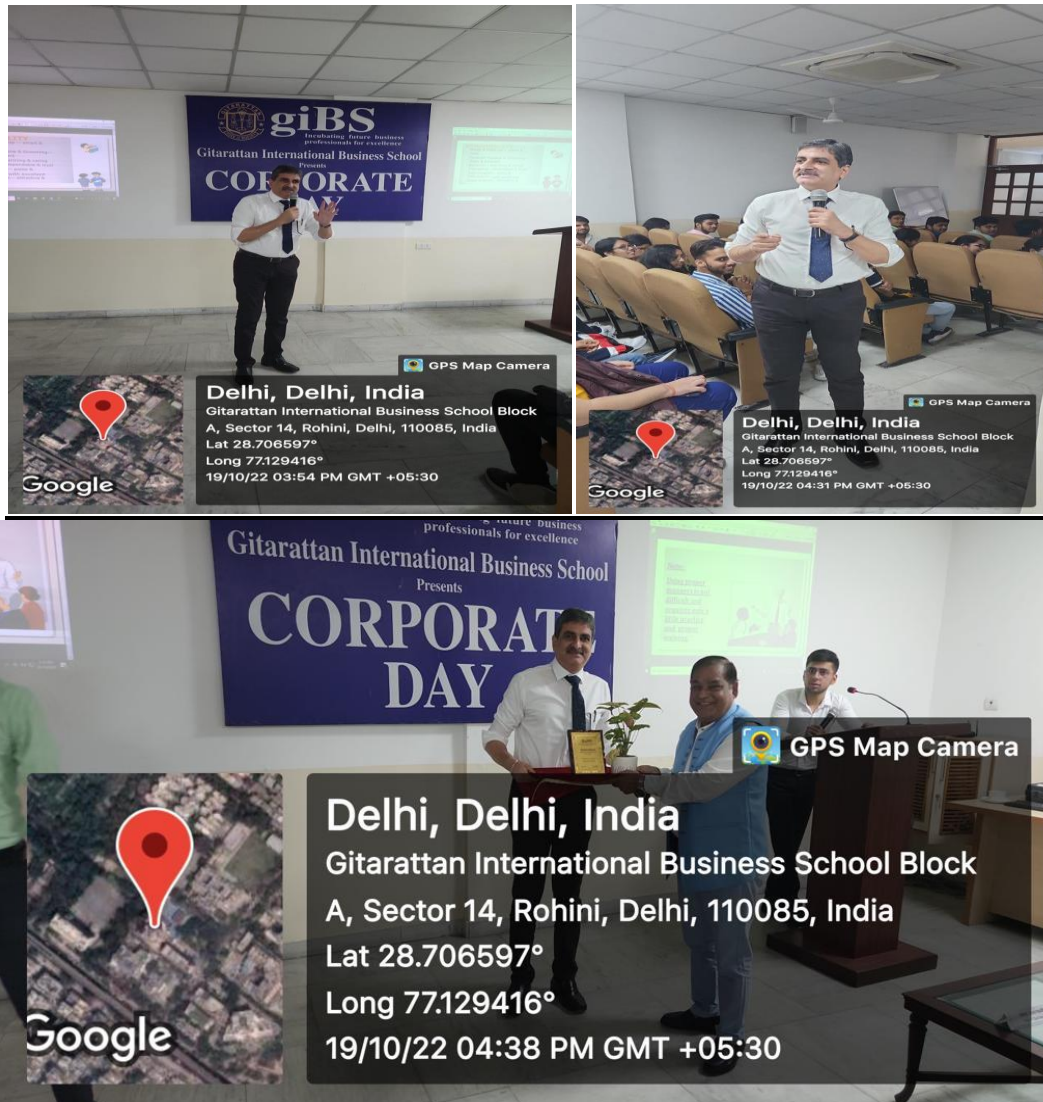 giBS
Incubating future business
professionals for excellence
Gitarattan International Business School
Presents
CORPORATE
DAY
GPS Map Camera
Delhi, Delhi, India
Gitarattan International Business School Block
A, Sector 14, Rohini, Delhi, 110085, India
Lat 28.706597°
Long 77.129416°
19/10/22 03:54 PM GMT +05:30
Google
GPS Map Camera
Delhi, Delhi, India
Gitarattan International Business School Block
A, Sector 14, Rohini, Delhi, 110085, India
Lat 28.706597°
Long 77.129416°
19/10/22 04:31 PM GMT +05:30
Google
future business
professionals for excellence
Gitarattan International Business School
Presents
CORPORATE
DAY
GPS Map Camera
Delhi, Delhi, India
Gitarattan International Business School Block
A, Sector 14, Rohini, Delhi, 110085, India
Lat 28.706597°
Long 77.129416°
19/10/22 04:38 PM GMT +05:30
Google